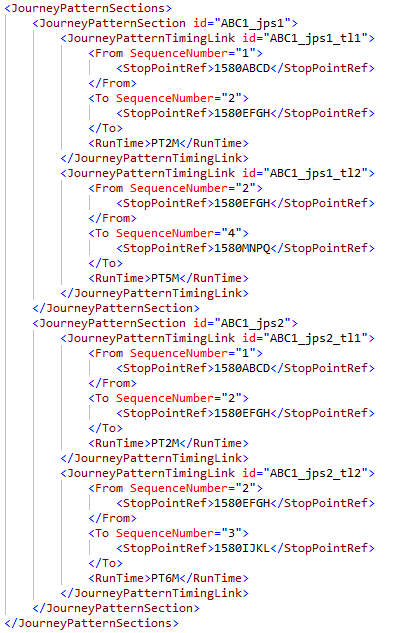 <JourneyPatternSections>
<JourneyPatternSection id="ABC1_jps1">
<JourneyPatternTimingLink id="ABC1_jps1_tl1">
<From SequenceNumber="1">
<StopPointRef>1580ABCD</StopPointRef>
</From>
<To SequenceNumber="2">
<StopPointRef>1580EFGH</StopPointRef>
</To>
<RunTime>PT2M</RunTime>
</JourneyPatternTimingLink>
<JourneyPatternTimingLink id="ABC1_jps1_tl2">
<From SequenceNumber="2">
<StopPointRef>1580EFGH</StopPointRef>
</From>
<To SequenceNumber="4">
<StopPointRef>1580MNPQ</StopPointRef>
</To>
<RunTime>PT5M</RunTime>
</JourneyPatternTimingLink>
</JourneyPatternSection>
<JourneyPatternSection id="ABC1_jps2">
<JourneyPatternTimingLink id="ABC1_jps2_tl1">
<From SequenceNumber="1">
<StopPointRef>1580ABCD</StopPointRef>
</From>
<To SequenceNumber="2">
<StopPointRef>1580EFGH</StopPointRef>
</To>
<RunTime>PT2M</RunTime>
</JourneyPatternTimingLink>
<JourneyPatternTimingLink id="ABC1_jps2_tl2">
<From SequenceNumber="2">
<StopPointRef>1580EFGH</StopPointRef>
</From>
<To SequenceNumber="3">
<StopPointRef>1580IJKL</StopPointRef>
</To>
<RunTime>PT6M</RunTime>
</JourneyPatternTimingLink>
</JourneyPatternSection>
</JourneyPatternSections>